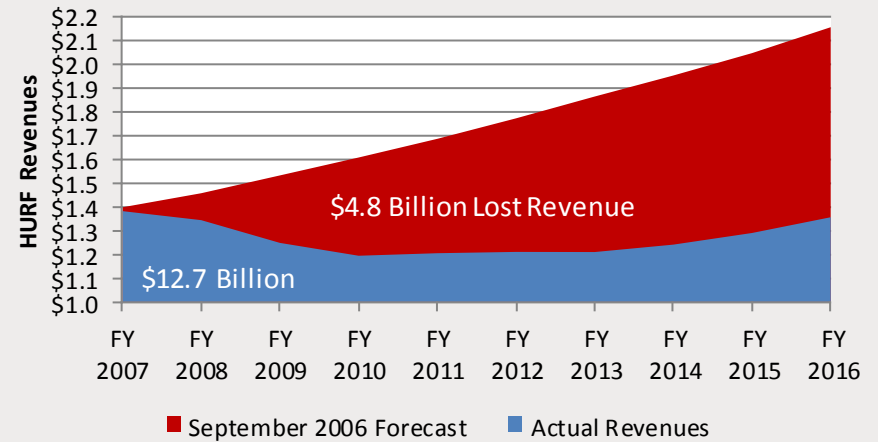 HURF Revenues
$2.2
$2.1
$2.0
$1.9
$1.8
$1.7
$1.6
$1.5
$1.4
$1.3
$1.2
$1.1
$1.0
$4.8 Billion Lost Revenue
$12.7 Billion
FY FY FY FY FY FY FY FY FY FY
2007 2008 2009 2010 2011 2012 2013 2014 2015 2016
September 2006 Forecast Actual Revenues